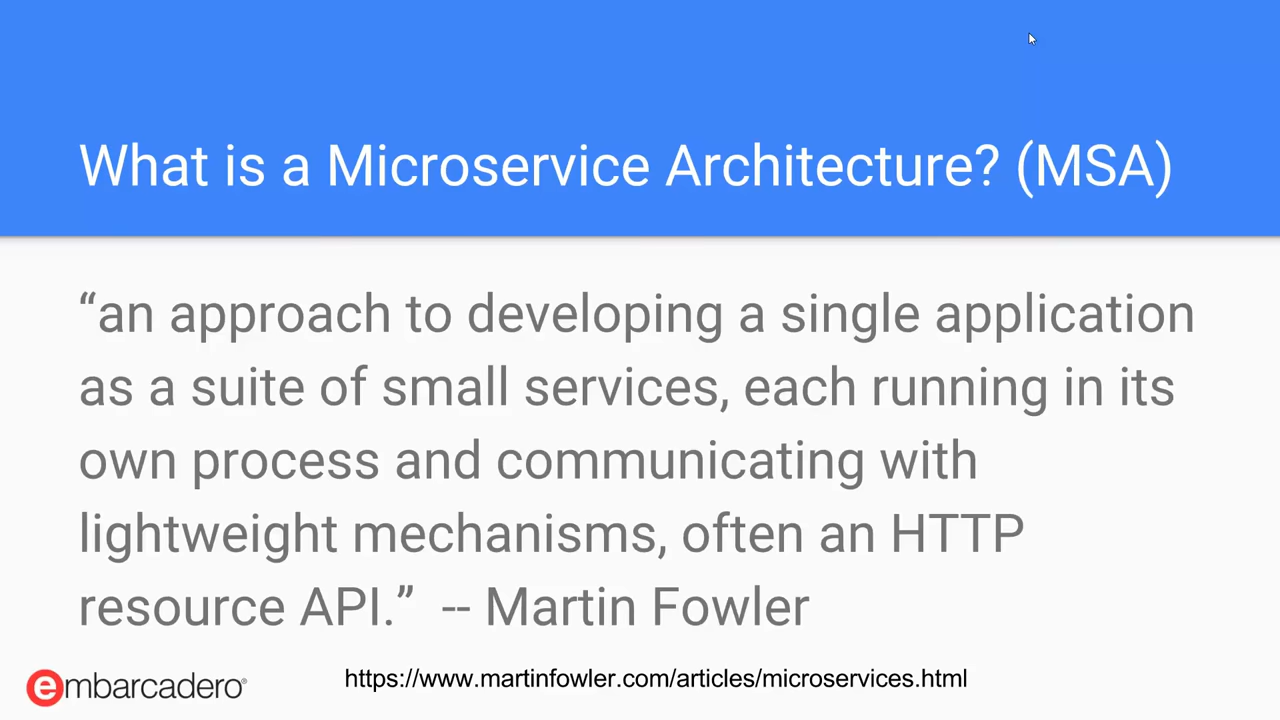 What is a Microservice Architecture? (MSA)
“an approach to developing a single application
as a suite of small services, each running in its
own process and communicating with
lightweight mechanisms, often an HTTP
resource API.”  -- Martin Fowler
embarcadero®
https://www.martinfowler.com/articles/microservices.html